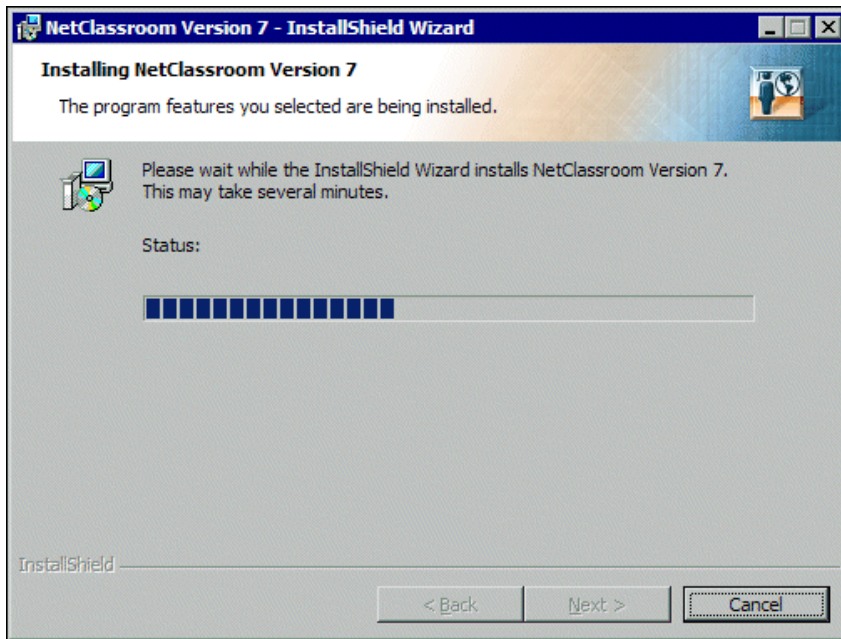 NetClassroom Version 7 - InstallShield Wizard
Installing NetClassroom Version 7
The program features you selected are being installed.
Please wait while the InstallShield Wizard installs NetClassroom Version 7.
This may take several minutes.
Status:
InstallShield
< Back
Next >
Cancel